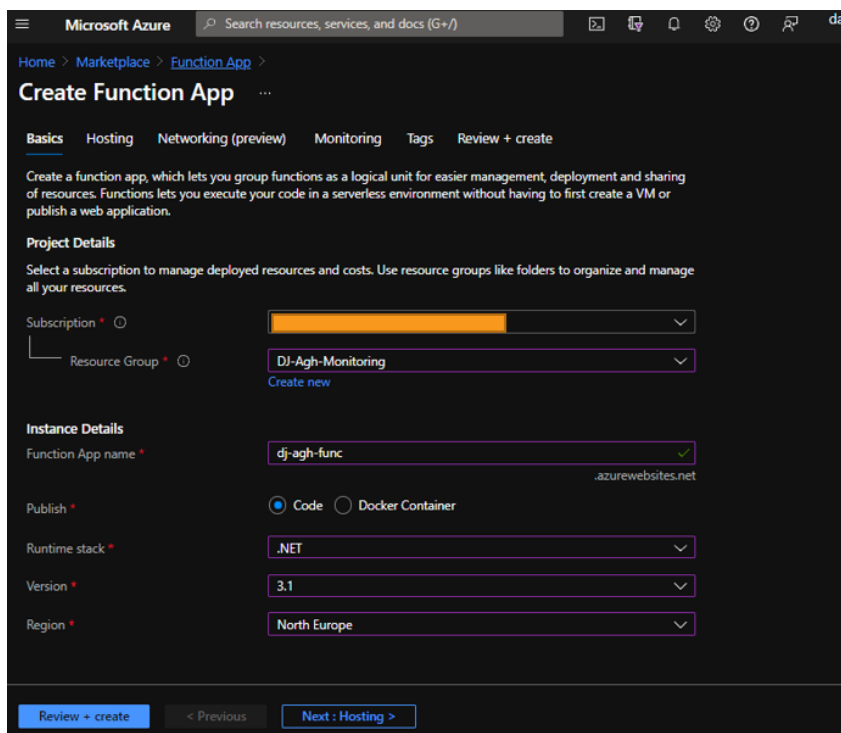 Microsoft Azure
Search resources, services, and docs (G+/)
da
Home > Marketplace > Function App >
Create Function App ...
Basics Hosting Networking (preview) Monitoring Tags Review + create
Create a function app, which lets you group functions as a logical unit for easier management, deployment and sharing
of resources. Functions lets you execute your code in a serverless environment without having to first create a VM or
publish a web application.
Project Details
Select a subscription to manage deployed resources and costs. Use resource groups like folders to organize and manage
all your resources.
Subscription *
Resource Group * DJ-Agh-Monitoring
Create new
Instance Details
Function App name * dj-agh-func
.azurewebsites.net
Publish * Code Docker Container
Runtime stack * .NET
Version * 3.1
Region * North Europe
Review + create < Previous Next : Hosting >